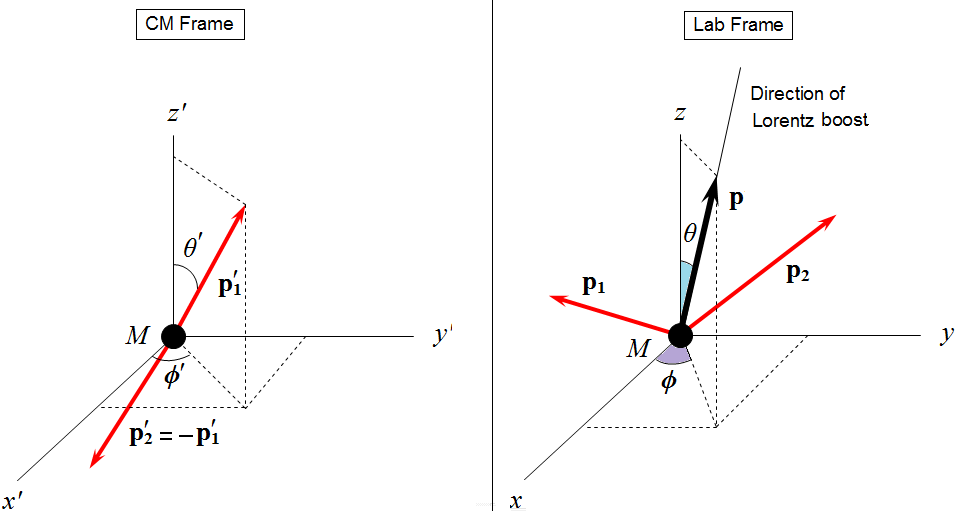 CM Frame
z′
θ′
p′₁
M
y′
ϕ′
p′₂ = −p′₁
x′
Lab Frame
Direction of
Lorentz boost
z
p
θ
p₁
p₂
M
y
ϕ
x